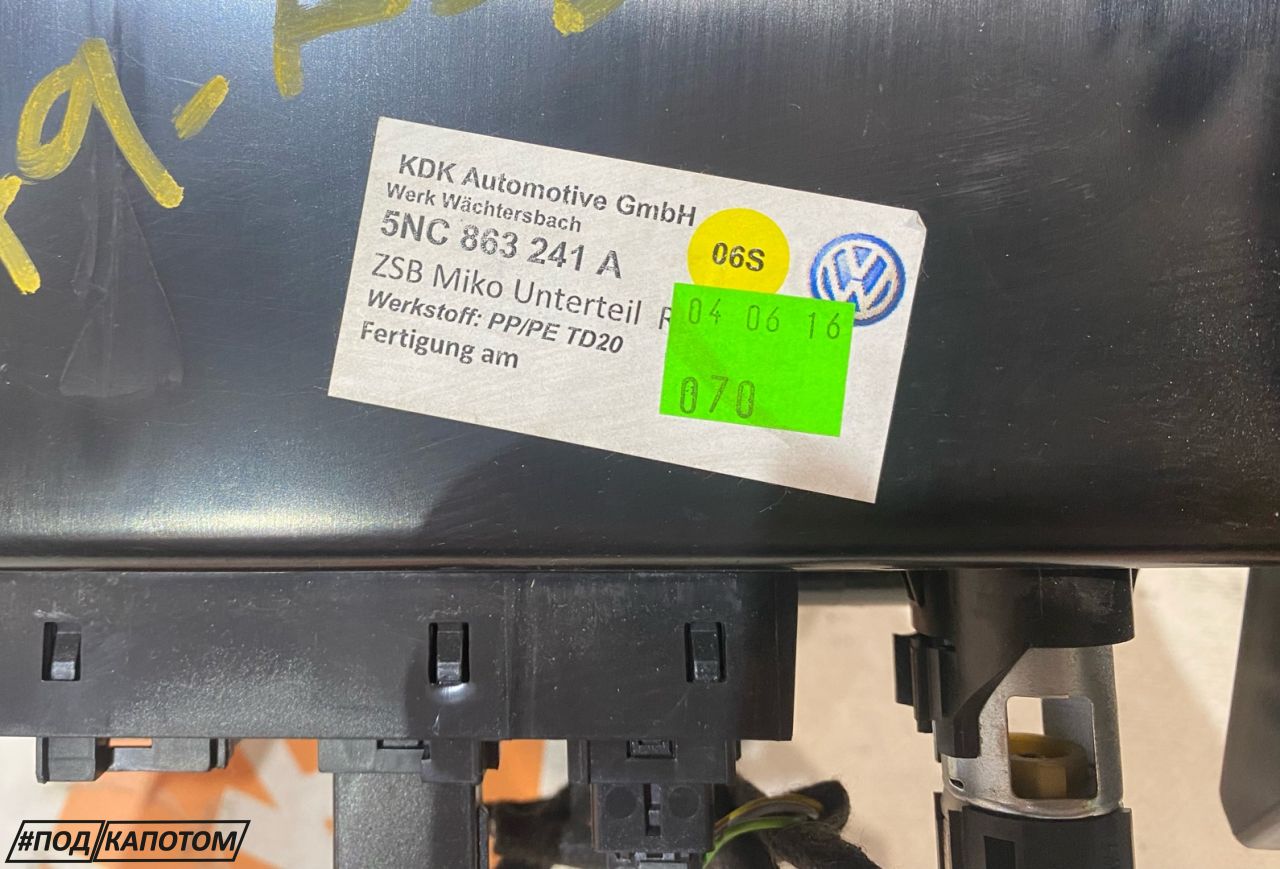 KDK Automotive GmbH
Werk Wächtersbach
5NC 863 241 A
ZSB Miko Unterteil
Werkstoff: PP/PE TD20
Fertigung am
06S
04 06 16
070
#ПОД/КАПОТОМ